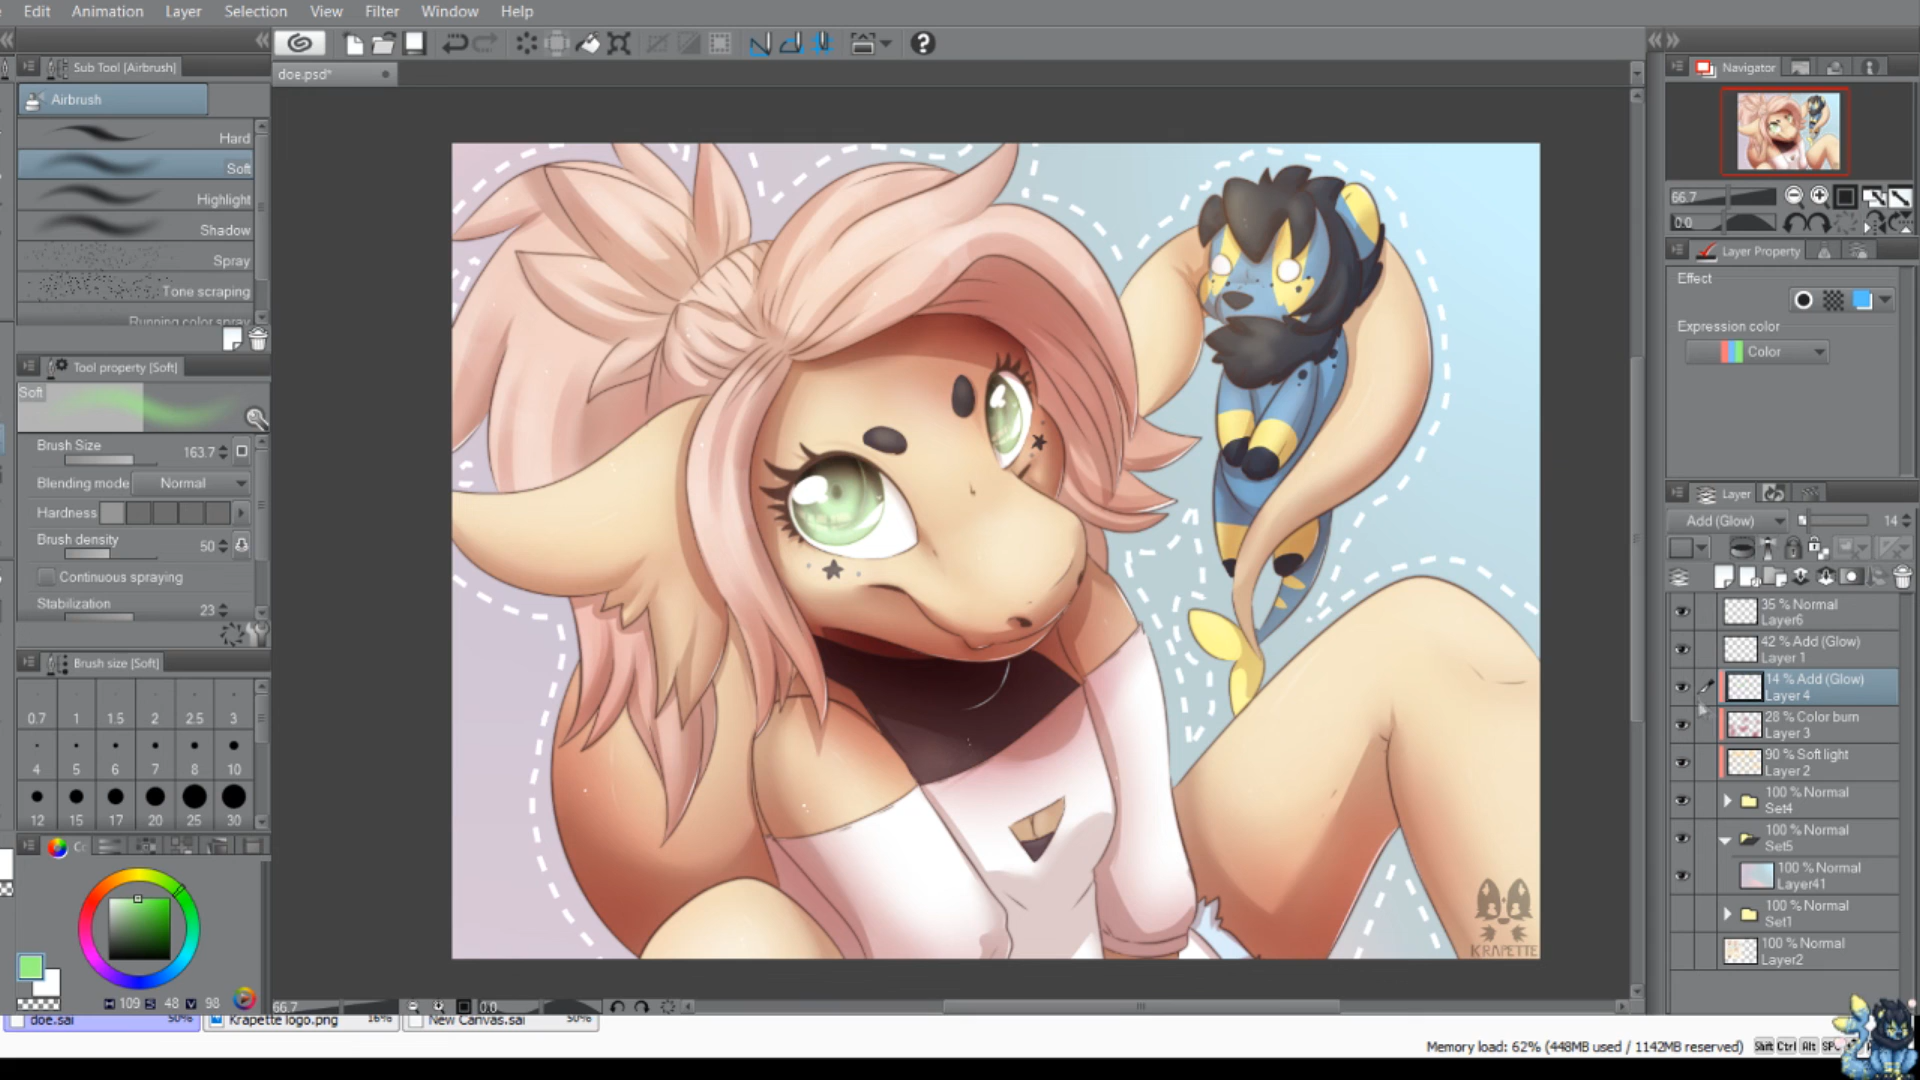 Edit Animation Layer Selection View Filter Window Help
Sub Tool [Airbrush]
Airbrush
Hard
Soft
Highlight
Shadow
Spray
Tone scraping
Running color spray
Tool property [Soft]
Soft
Brush Size 163.7
Blending mode Normal
Hardness
Brush density 50
Continuous spraying
Stabilization 23
Brush size [Soft]
0.7 1 1.5 2 2.5 3
4 5 6 7 8 10
12 15 17 20 25 30
H 109 S 48 V 98
doe.psd*
KRAPETTE
66.7 0.0
doe.sai 50% Krapette logo.png 16% New Canvas.sai 50%
Memory load: 62% (448MB used / 1142MB reserved) Shift Ctrl Alt
Navigator
66.7
0.0
Layer Property
Effect
Expression color
Color
Layer
Add (Glow) 14
35 % Normal
Layer6
42 % Add (Glow)
Layer 1
14 % Add (Glow)
Layer 4
28 % Color burn
Layer 3
90 % Soft light
Layer 2
100 % Normal
Set4
100 % Normal
Set5
100 % Normal
Layer41
100 % Normal
Set1
100 % Normal
Layer2